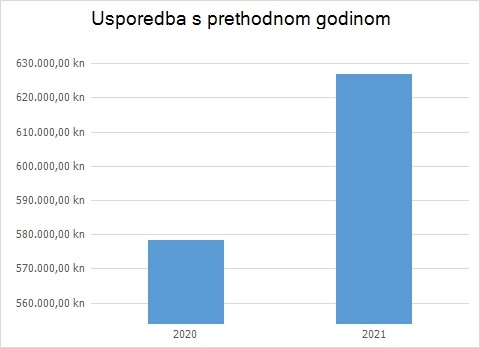 Usporedba s prethodnom godinom
630.000,00 kn
620.000,00 kn
610.000,00 kn
600.000,00 kn
590.000,00 kn
580.000,00 kn
570.000,00 kn
560.000,00 kn
2020 2021